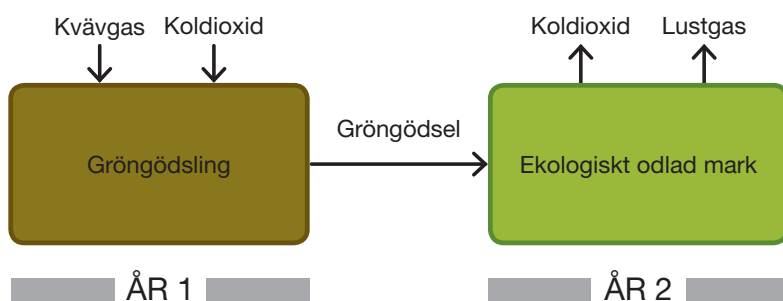 Kvävgas Koldioxid
Koldioxid Lustgas
Gröngödsling
Gröngödsel
Ekologiskt odlad mark
ÅR 1
ÅR 2